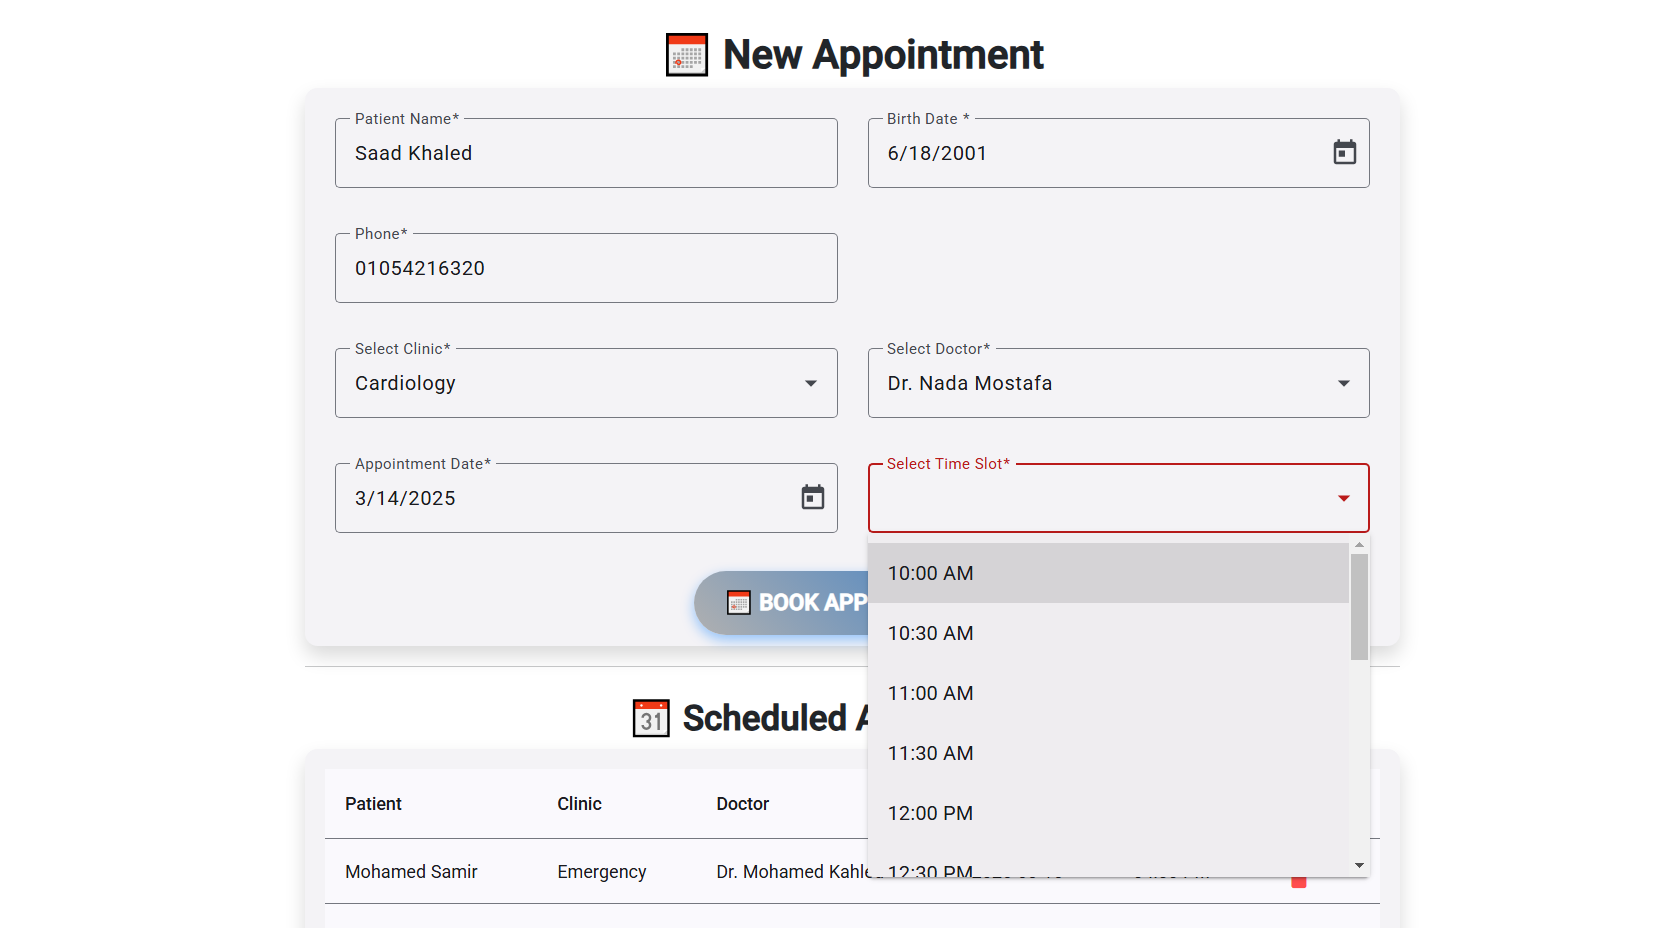 New Appointment
Patient Name*
Saad Khaled
Birth Date *
6/18/2001
Phone*
01054216320
Select Clinic*
Cardiology
Select Doctor*
Dr. Nada Mostafa
Appointment Date*
3/14/2025
Select Time Slot*
10:00 AM
10:30 AM
11:00 AM
11:30 AM
12:00 PM
12:30 PM
BOOK APP
31 Scheduled A
Patient Clinic Doctor
Mohamed Samir Emergency Dr. Mohamed